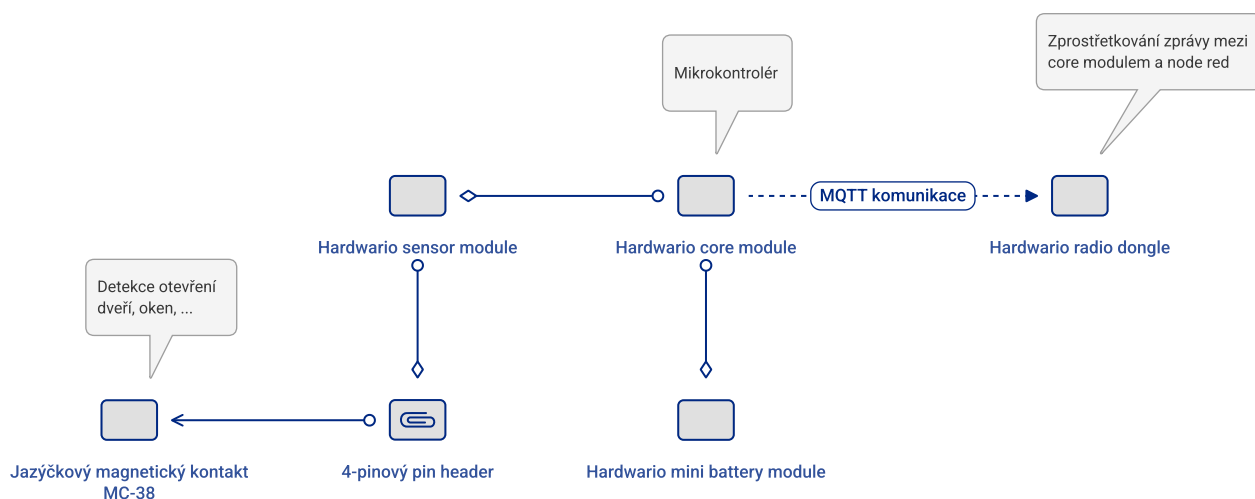 Zprostřetkování zprávy mezi
core modulem a node red
Mikrokontrolér
MQTT komunikace
Hardwario sensor module
Hardwario core module
Hardwario radio dongle
Detekce otevření
dveří, oken, ...
Jazýčkový magnetický kontakt
MC-38
4-pinový pin header
Hardwario mini battery module